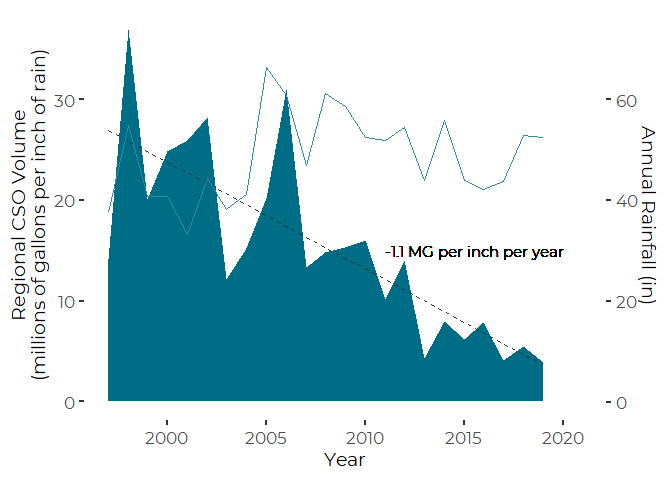 Regional CSO Volume
(millions of gallons per inch of rain)
30
20
10
0
-1.1 MG per inch per year
60
40
20
0
Annual Rainfall (in)
2000
2005
2010
2015
2020
Year